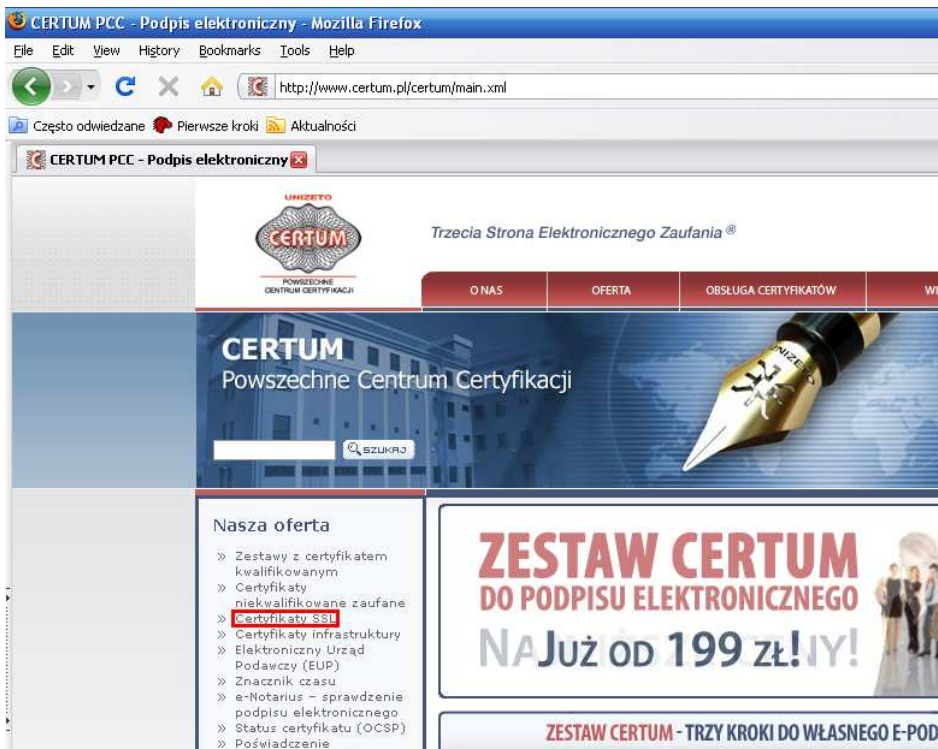 CERTUM PCC - Podpis elektroniczny - Mozilla Firefox
File Edit View History Bookmarks Tools Help
http://www.certum.pl/certum/main.xml
Często odwiedzane Pierwsze kroki Aktualności
CERTUM PCC - Podpis elektroniczny
UNIZETO
CERTUM
POWSZECHNE
CENTRUM CERTYFIKACJI
Trzecia Strona Elektronicznego Zaufania ®
O NAS OFERTA OBSŁUGA CERTYFIKATÓW
CERTUM
Powszechne Centrum Certyfikacji
UNIZETO
SZUKAJ
Nasza oferta
» Zestawy z certyfikatem
kwalifikowanym
» Certyfikaty
niekwalifikowane zaufane
» Certyfikaty SSL
» Certyfikaty infrastruktury
» Elektroniczny Urząd
Podawczy (EUP)
» Znacznik czasu
» e-Notarius – sprawdzenie
podpisu elektronicznego
» Status certyfikatu (OCSP)
» Poświadczenie
ZESTAW CERTUM
DO PODPISU ELEKTRONICZNEGO
JUŻ OD 199 ZŁ!
ZESTAW CERTUM - TRZY KROKI DO WŁASNEGO E-POD